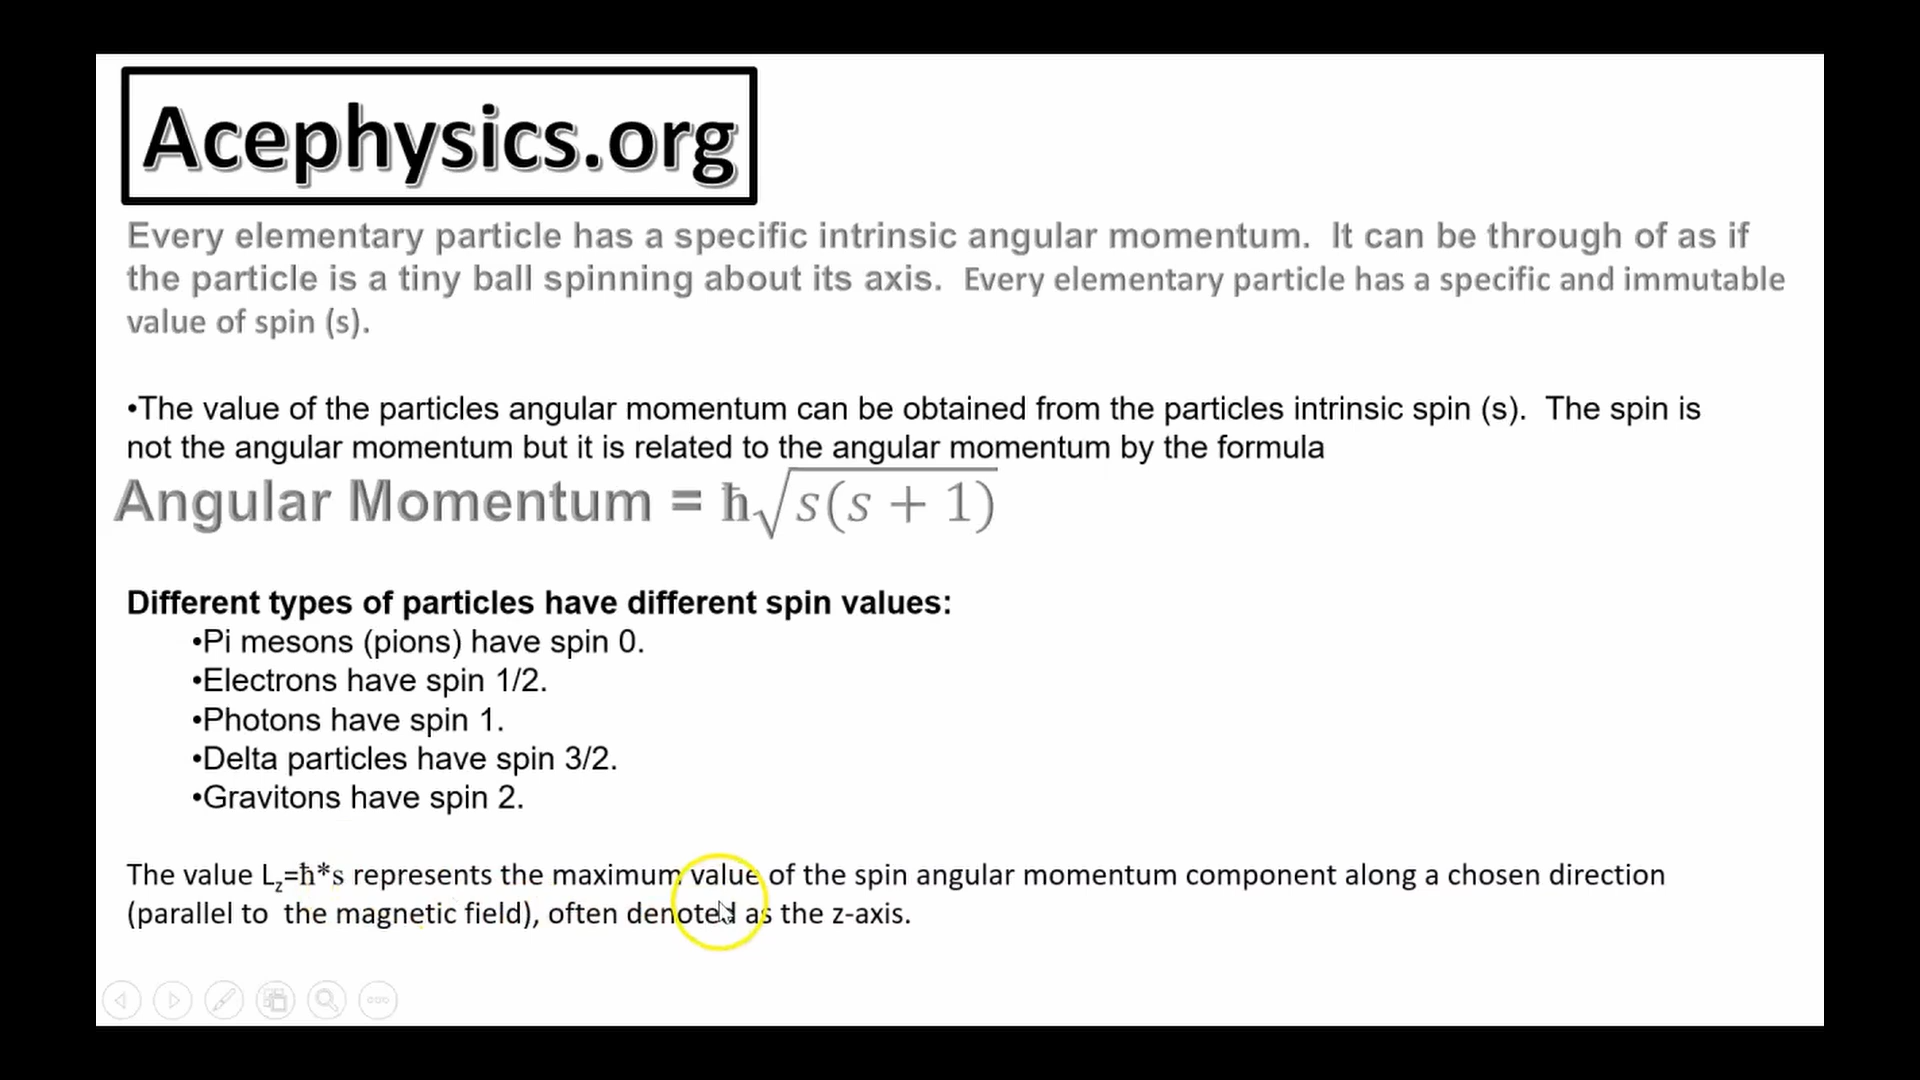 Acephysics.org
Every elementary particle has a specific intrinsic angular momentum.  It can be through of as if
the particle is a tiny ball spinning about its axis.  Every elementary particle has a specific and immutable
value of spin (s).
•The value of the particles angular momentum can be obtained from the particles intrinsic spin (s).  The spin is
not the angular momentum but it is related to the angular momentum by the formula
Angular Momentum = ħ√s(s + 1)
Different types of particles have different spin values:
•Pi mesons (pions) have spin 0.
•Electrons have spin 1/2.
•Photons have spin 1.
•Delta particles have spin 3/2.
•Gravitons have spin 2.
The value Lz=ħ*s represents the maximum value of the spin angular momentum component along a chosen direction
(parallel to  the magnetic field), often denoted as the z-axis.